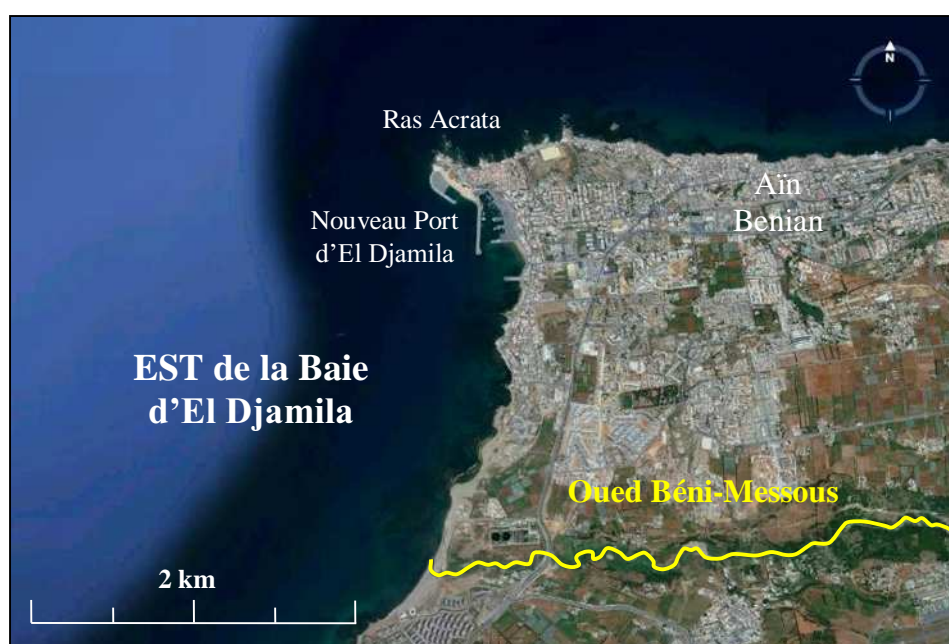 N
Ras Acrata
Aïn
Benian
Nouveau Port
d'El Djamila
EST de la Baie
d'El Djamila
Oued Béni-Messous
2 km